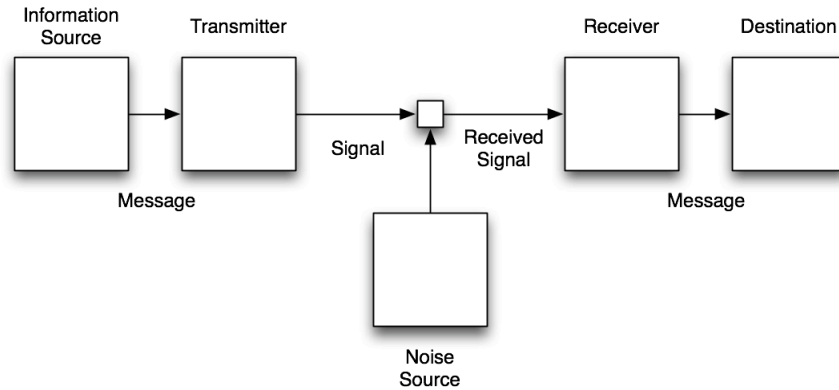 Information
Source
Transmitter
Receiver
Destination
Signal
Received
Signal
Message
Message
Noise
Source